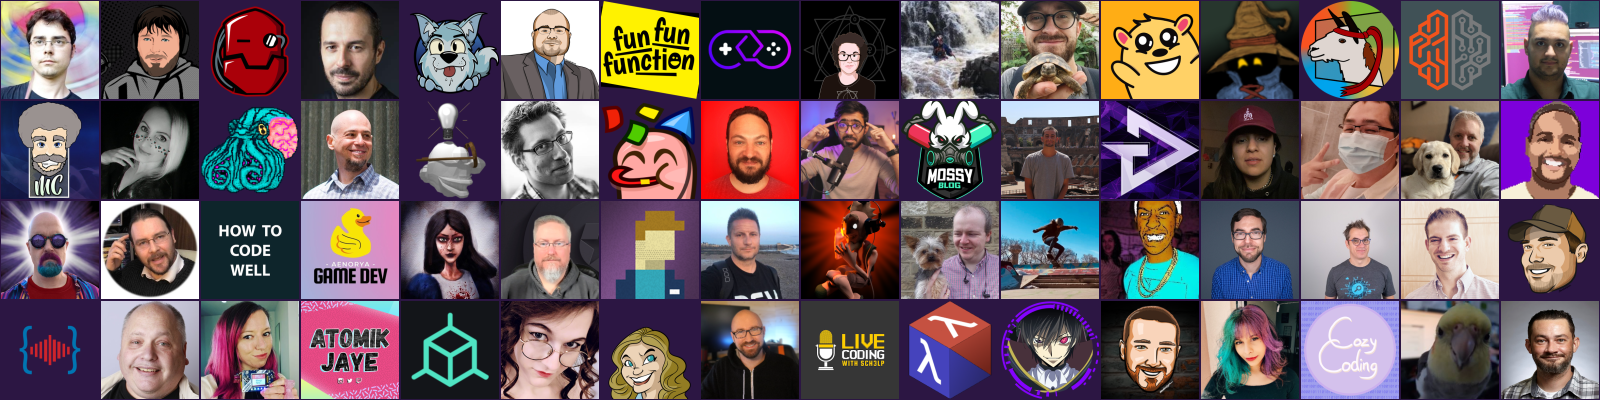 fun fun
function
MC
MOSSY
BLOG
HOW TO
CODE
WELL
- AENORYA -
GAME DEV
ATOMIK
JAYE
LIVE
CODING
WITH SCH3LP
Cozy
Coding